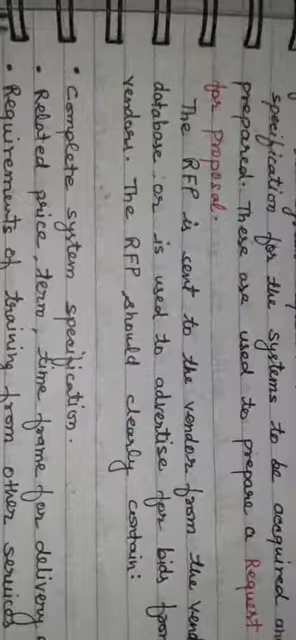 specification for the systems to be acquired
prepared. These are used to prepare a Request
for proposal.
The RFP is sent to the vendor from the
database, or is used to advertise for bids from
vendors. The RFP should clearly contain:
• Complete system specification.
• Related price, term, time frame for delivery
• Requirements of training from other services